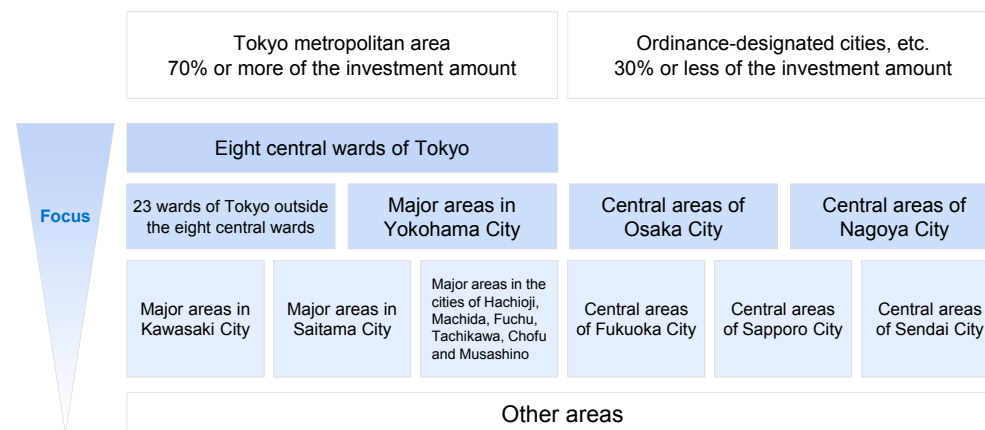 Tokyo metropolitan area
70% or more of the investment amount
Ordinance-designated cities, etc.
30% or less of the investment amount
Focus
Eight central wards of Tokyo
23 wards of Tokyo outside
the eight central wards
Major areas in
Yokohama City
Central areas of
Osaka City
Central areas of
Nagoya City
Major areas in
Kawasaki City
Major areas in
Saitama City
Major areas in the
cities of Hachioji,
Machida, Fuchu,
Tachikawa, Chofu
and Musashino
Central areas
of Fukuoka City
Central areas
of Sapporo City
Central areas
of Sendai City
Other areas